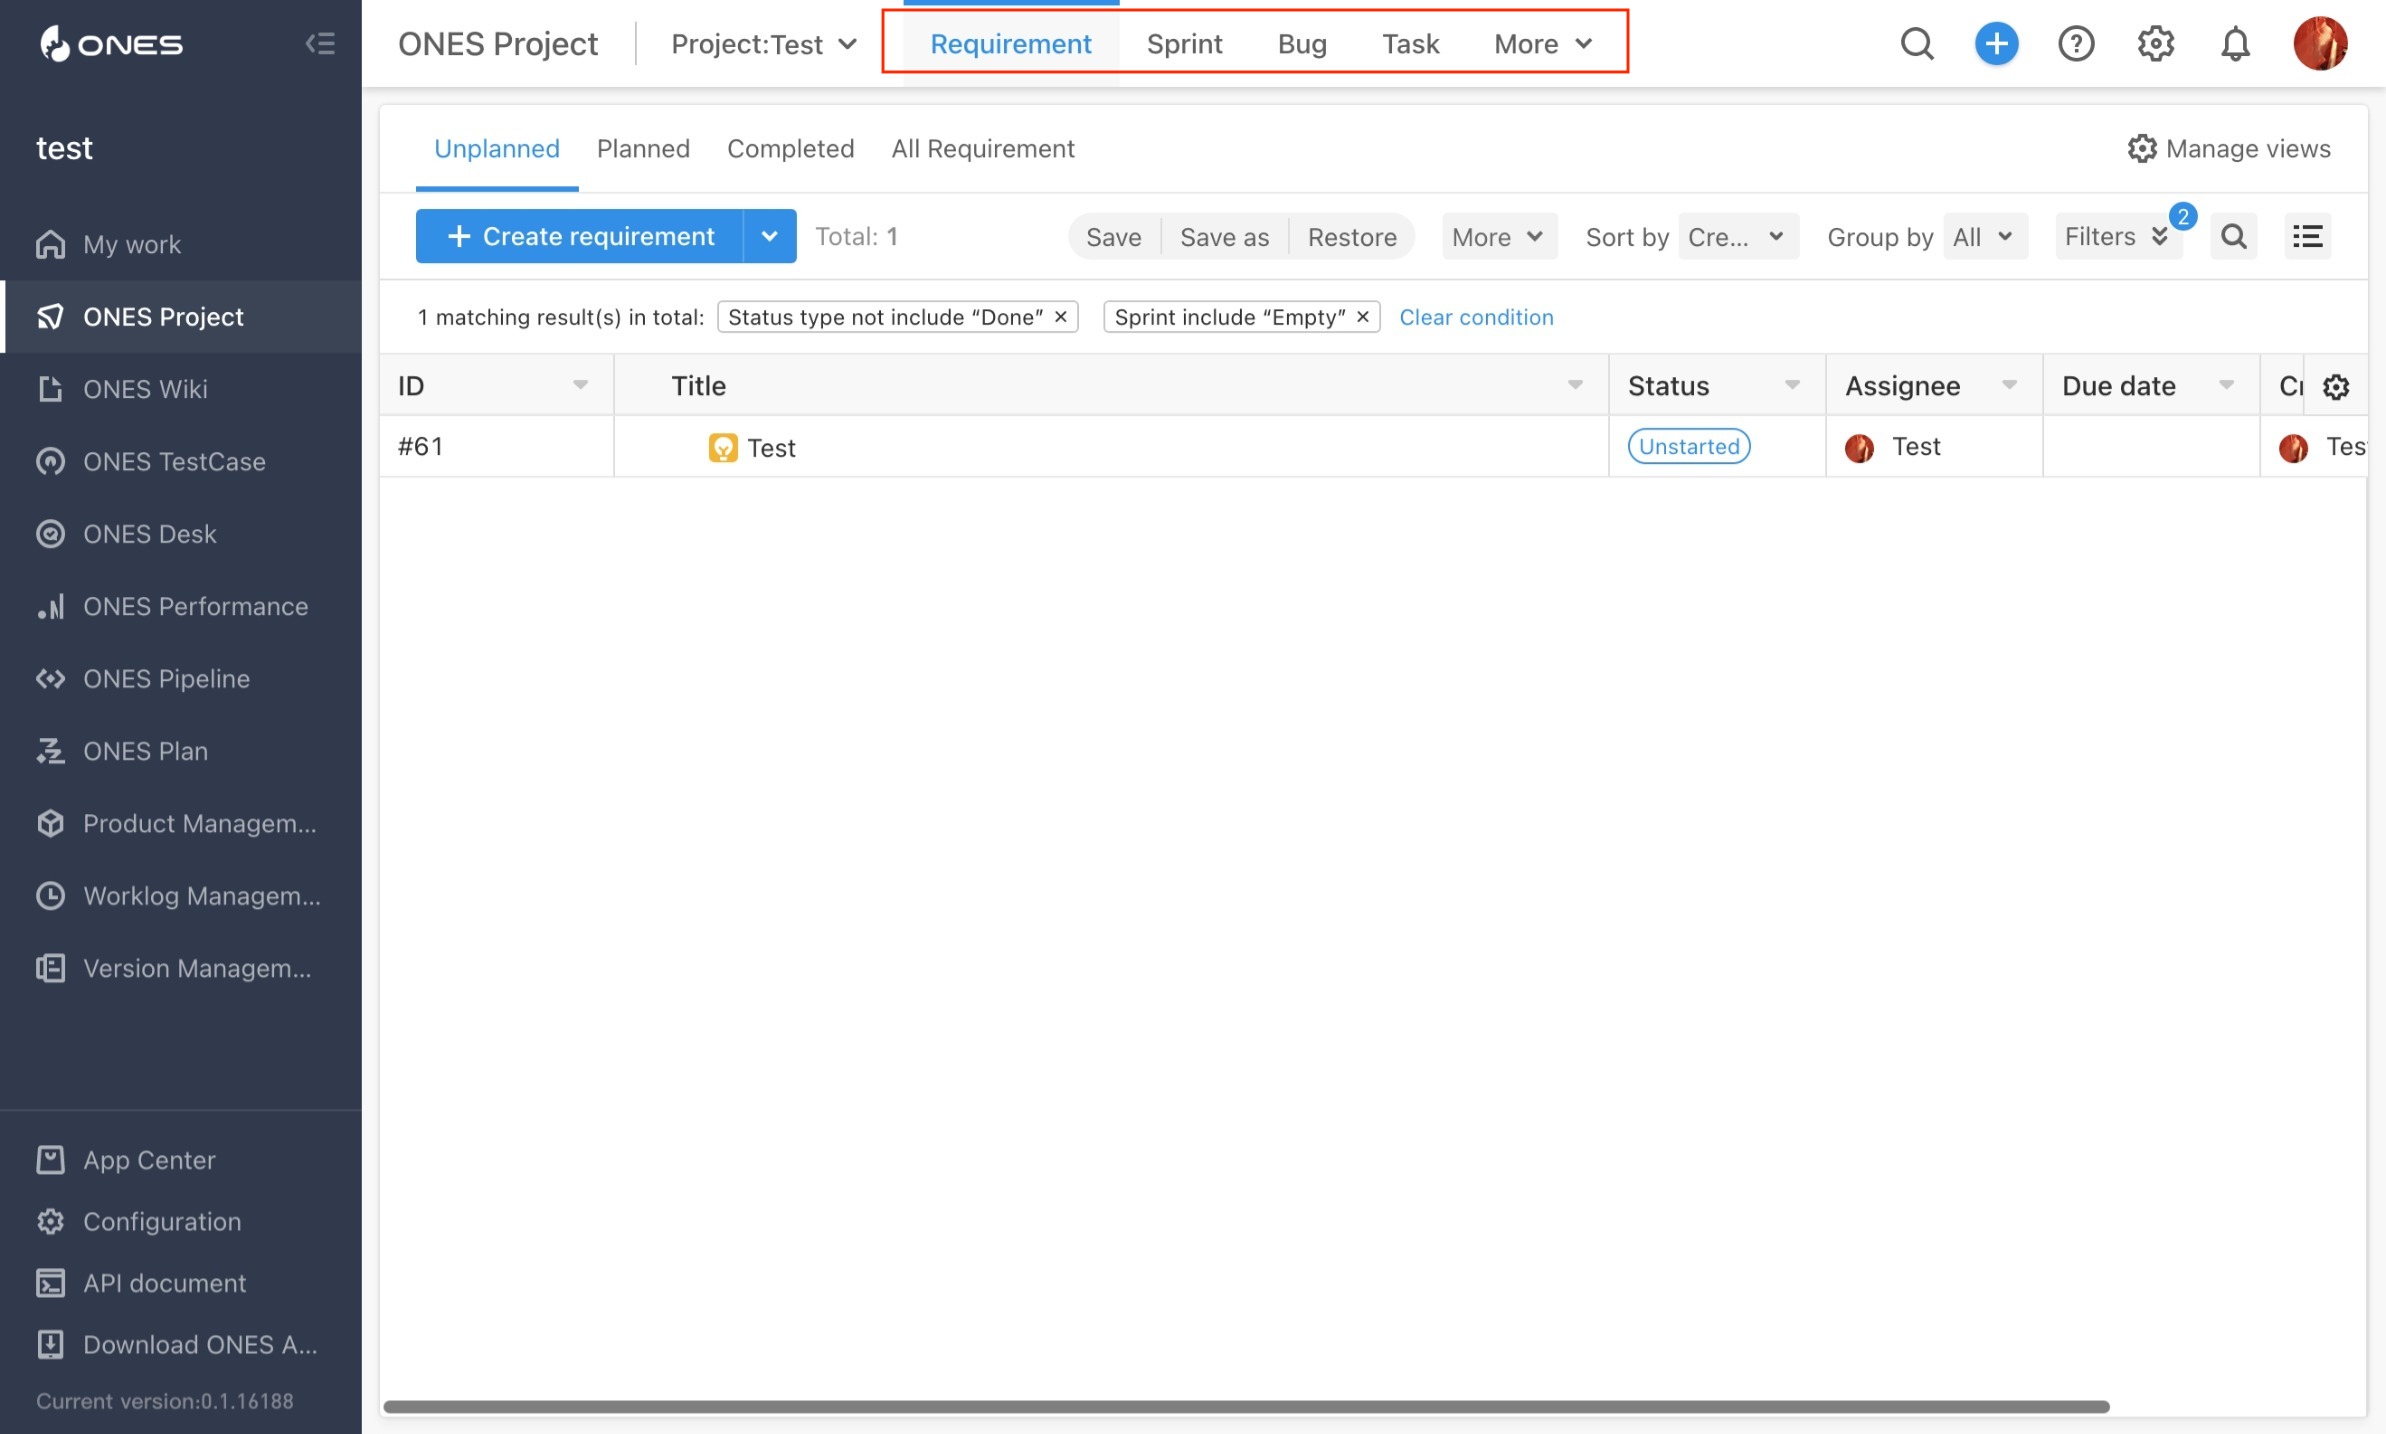 ONES
test
My work
ONES Project
ONES Wiki
ONES TestCase
ONES Desk
ONES Performance
ONES Pipeline
ONES Plan
Product Managem...
Worklog Managem...
Version Managem...
App Center
Configuration
API document
Download ONES A...
Current version:0.1.16188
ONES Project Project:Test Requirement Sprint Bug Task More
Unplanned Planned Completed All Requirement Manage views
+ Create requirement Total: 1 Save Save as Restore More Sort by Cre... Group by All Filters 2
1 matching result(s) in total: Status type not include “Done” × Sprint include “Empty” × Clear condition
ID Title Status Assignee Due date
#61 Test Unstarted Test Tes